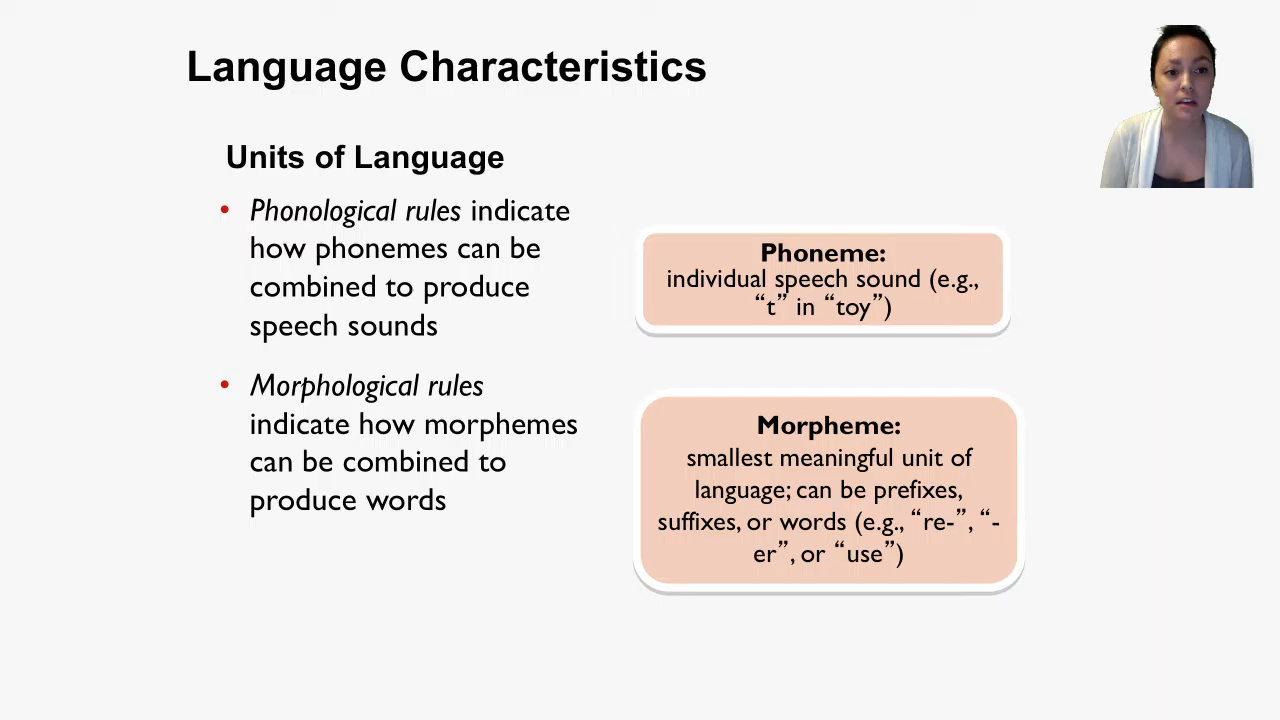 Language Characteristics
Units of Language
• Phonological rules indicate
how phonemes can be
combined to produce
speech sounds
Phoneme:
individual speech sound (e.g.,
“t” in “toy”)
• Morphological rules
indicate how morphemes
can be combined to
produce words
Morpheme:
smallest meaningful unit of
language; can be prefixes,
suffixes, or words (e.g., “re-”, “-
er”, or “use”)